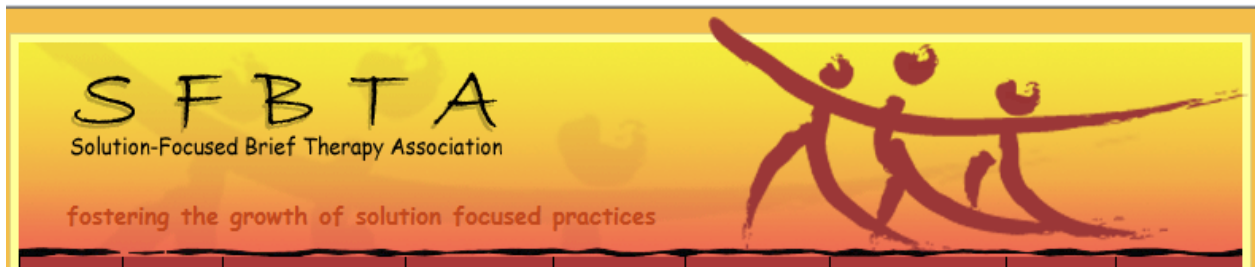 SFBTA
Solution-Focused Brief Therapy Association
fostering the growth of solution focused practices